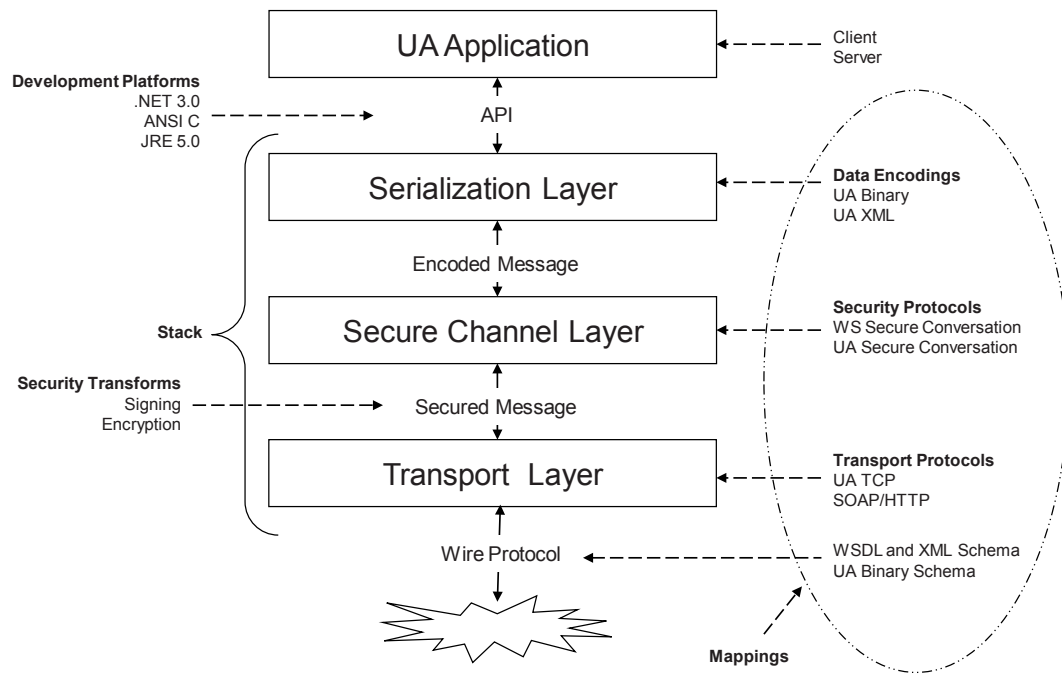 UA Application
Client
Server
Development Platforms
.NET 3.0
ANSI C
JRE 5.0
API
Serialization Layer
Data Encodings
UA Binary
UA XML
Encoded Message
Stack
Secure Channel Layer
Security Protocols
WS Secure Conversation
UA Secure Conversation
Security Transforms
Signing
Encryption
Secured Message
Transport Layer
Transport Protocols
UA TCP
SOAP/HTTP
Wire Protocol
WSDL and XML Schema
UA Binary Schema
Mappings